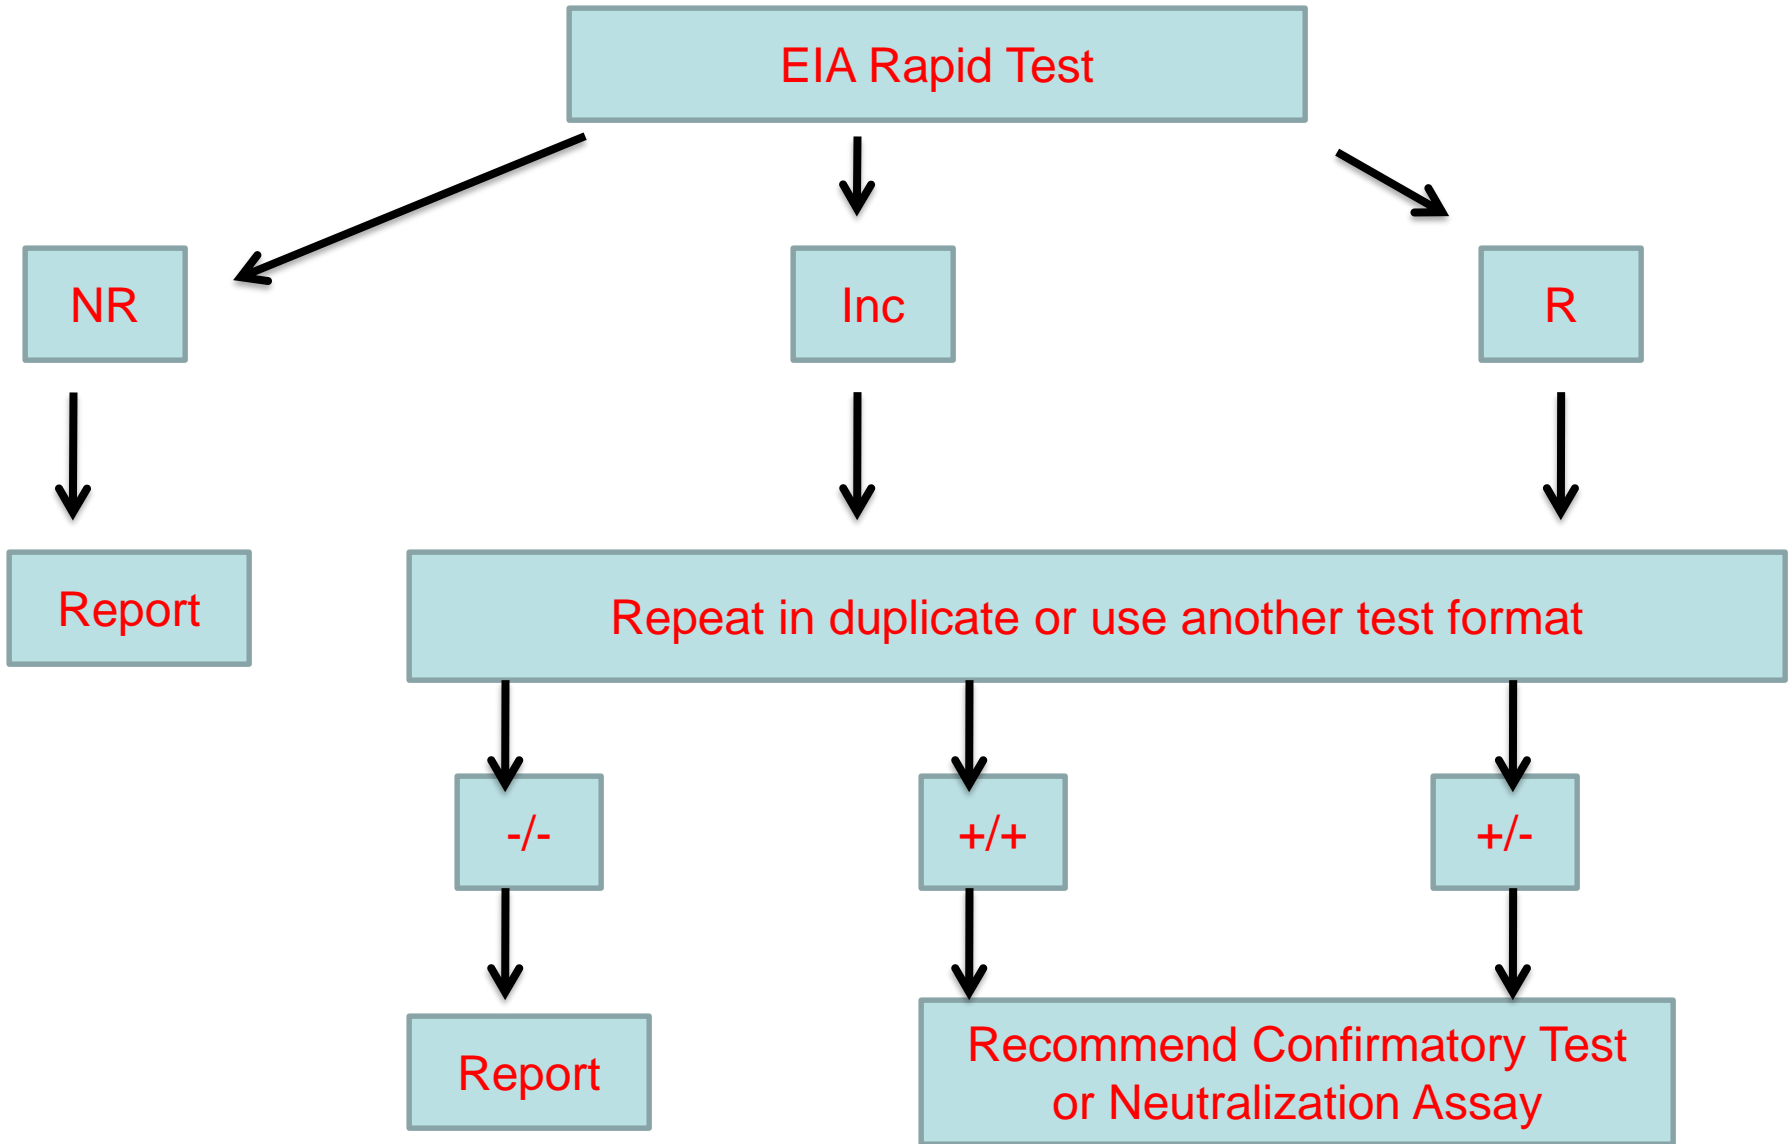 EIA Rapid Test
NR
Inc
R
Report
Repeat in duplicate or use another test format
-/-
+/+
+/-
Report
Recommend Confirmatory Test
or Neutralization Assay